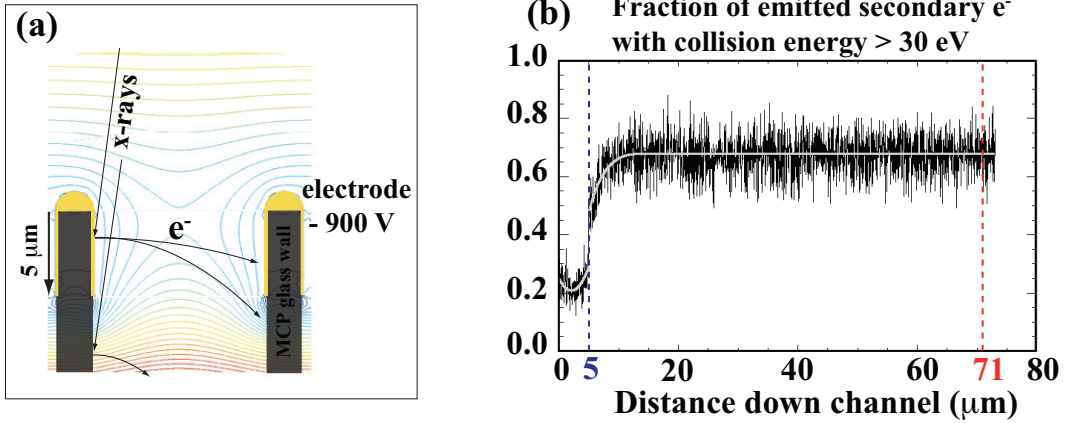 (a)
x-rays
electrode
- 900 V
e⁻
5 μm
MCP glass wall
(b)
Fraction of emitted secondary e⁻
with collision energy > 30 eV
1.0
0.8
0.6
0.4
0.2
0.0
0 5 20 40 60 71 80
Distance down channel (μm)